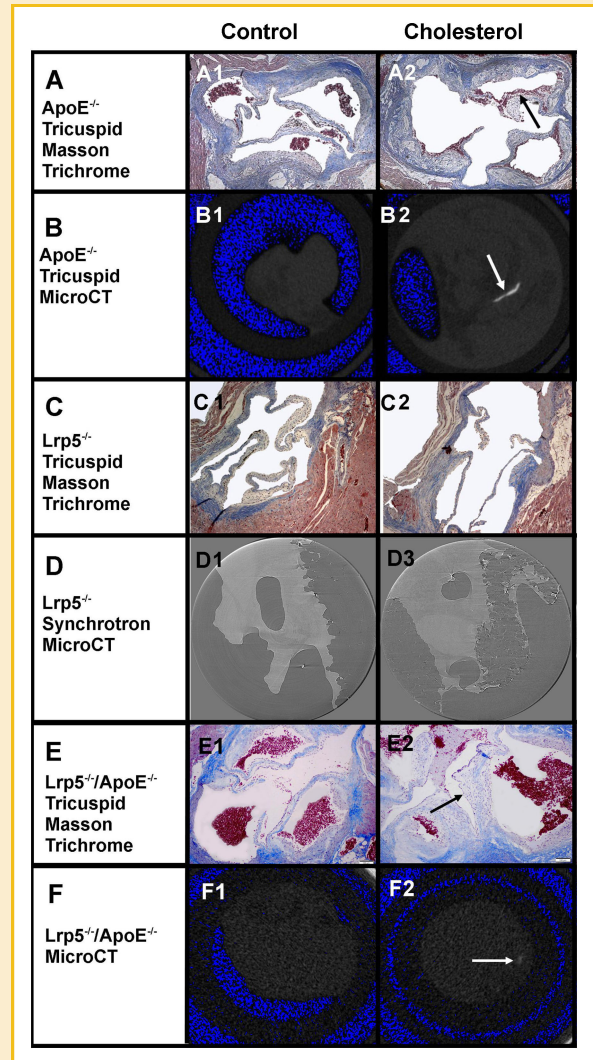 Control Cholesterol
A
ApoE-/-
Tricuspid
Masson
Trichrome
A1 A2
B
ApoE-/-
Tricuspid
MicroCT
B1 B2
C
Lrp5-/-
Tricuspid
Masson
Trichrome
C1 C2
D
Lrp5-/-
Synchrotron
MicroCT
D1 D3
E
Lrp5-/-/ApoE-/-
Tricuspid
Masson
Trichrome
E1 E2
F
Lrp5-/-/ApoE-/-
MicroCT
F1 F2